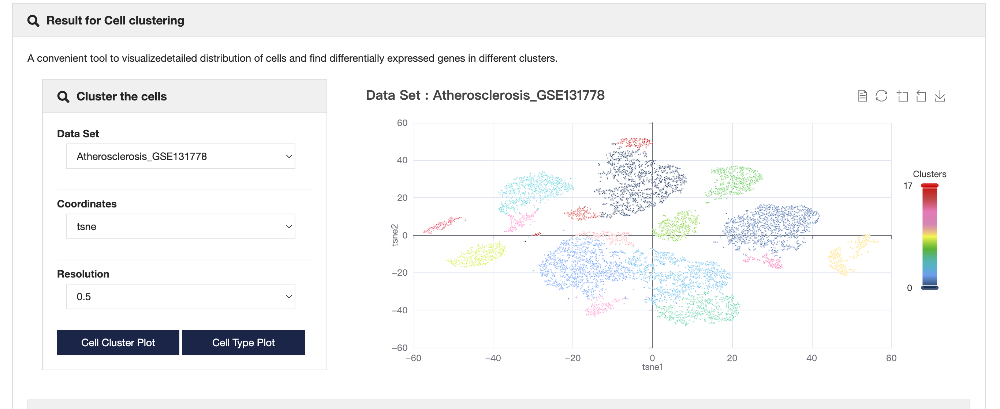 Result for Cell clustering
A convenient tool to visualizedetailed distribution of cells and find differentially expressed genes in different clusters.
Cluster the cells
Data Set
Atherosclerosis_GSE131778
Coordinates
tsne
Resolution
0.5
Cell Cluster Plot
Cell Type Plot
Data Set : Atherosclerosis_GSE131778
60
40
20
0
−20
−40
−60
tsne2
−60
−40
−20
0
20
40
60
tsne1
Clusters
17
0